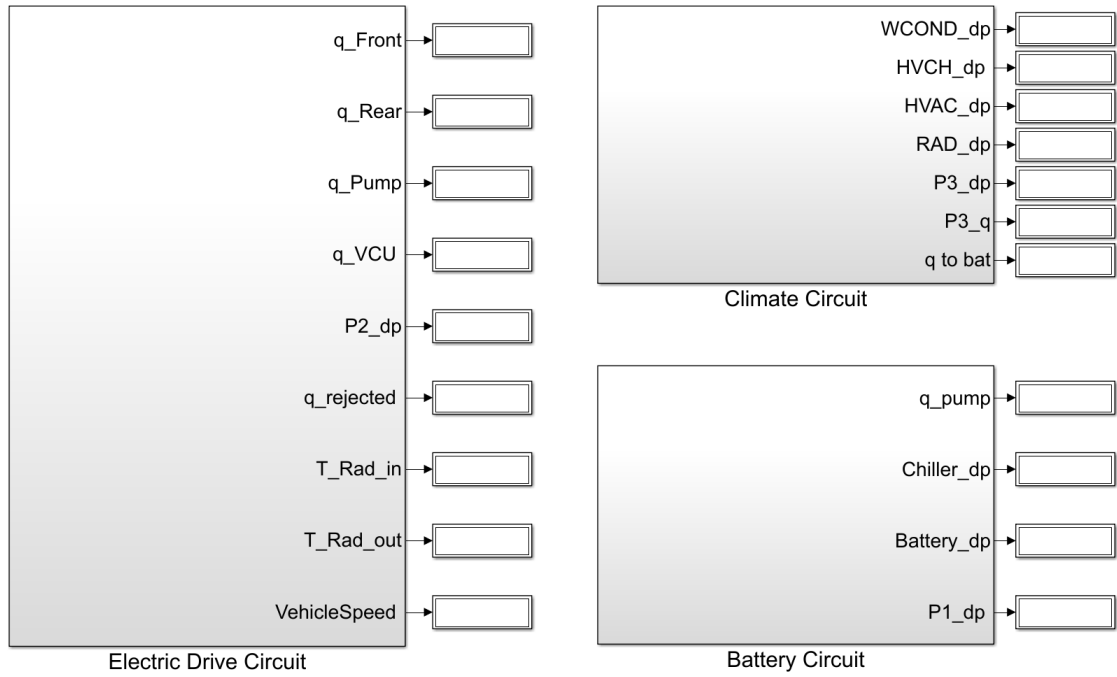 q_Front
q_Rear
q_Pump
q_VCU
P2_dp
q_rejected
T_Rad_in
T_Rad_out
VehicleSpeed
Electric Drive Circuit
WCOND_dp
HVCH_dp
HVAC_dp
RAD_dp
P3_dp
P3_q
q to bat
Climate Circuit
q_pump
Chiller_dp
Battery_dp
P1_dp
Battery Circuit